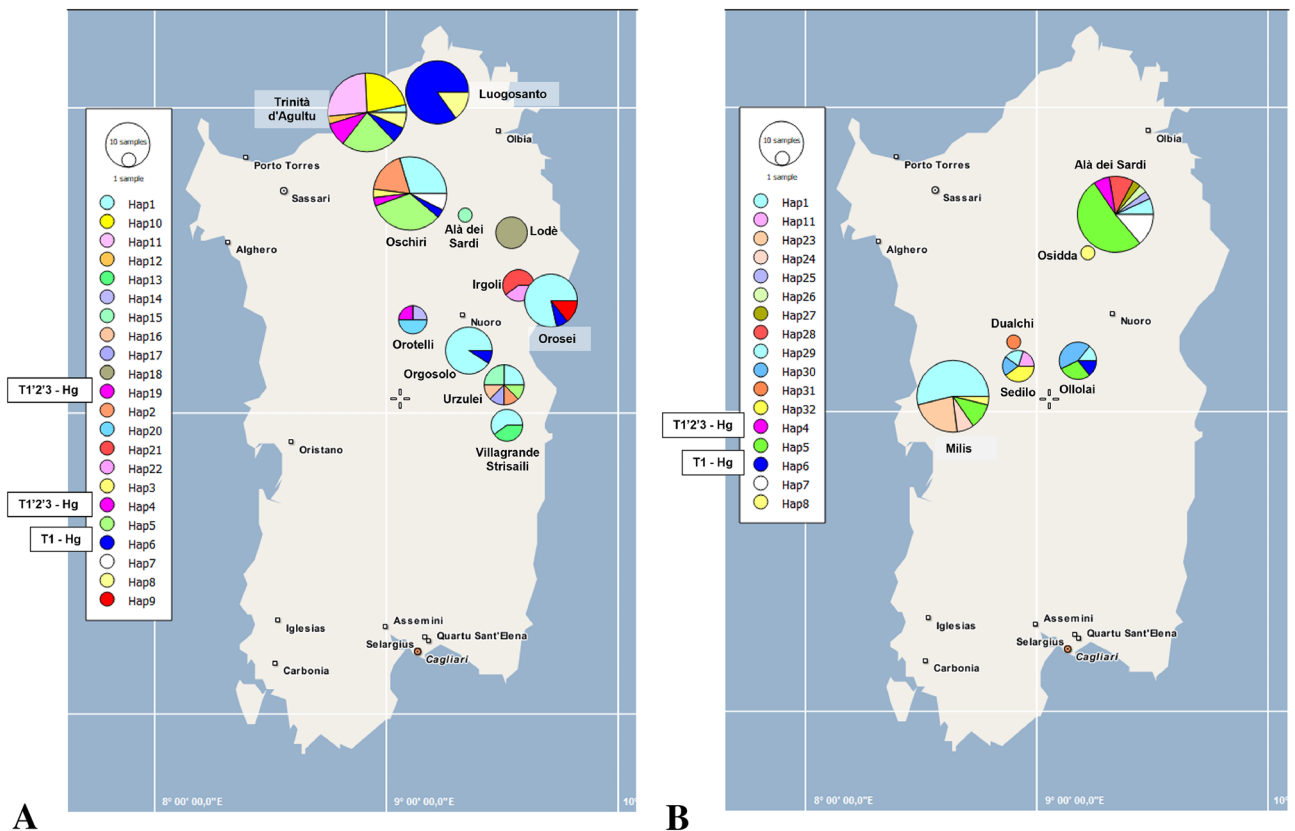 Trinità
d'Agultu
Luogosanto
Olbia
10 samples
1 sample
Porto Torres
Sassari
Alghero
Oschiri
Alà dei
Sardi
Lodè
Irgoli
Orosei
Nuoro
Orotelli
Orgosolo
Urzulei
Villagrande
Strisaili
Oristano
Hap1
Hap10
Hap11
Hap12
Hap13
Hap14
Hap15
Hap16
Hap17
Hap18
T1'2'3 - Hg
Hap19
Hap2
Hap20
Hap21
Hap22
Hap3
T1'2'3 - Hg
Hap4
Hap5
T1 - Hg
Hap6
Hap7
Hap8
Hap9
Iglesias
Assemini
Quartu Sant'Elena
Selargius
Cagliari
Carbonia
8° 00' 00,0"E
9° 00' 00,0"E
10°
A
10 samples
1 sample
Olbia
Porto Torres
Sassari
Alghero
Alà dei Sardi
Osidda
Nuoro
Dualchi
Sedilo
Ollolai
Milis
Hap1
Hap11
Hap23
Hap24
Hap25
Hap26
Hap27
Hap28
Hap29
Hap30
Hap31
Hap32
T1'2'3 - Hg
Hap4
Hap5
T1 - Hg
Hap6
Hap7
Hap8
Iglesias
Assemini
Quartu Sant'Elena
Selargius
Cagliari
Carbonia
8° 00' 00,0"E
9° 00' 00,0"E
10°
B